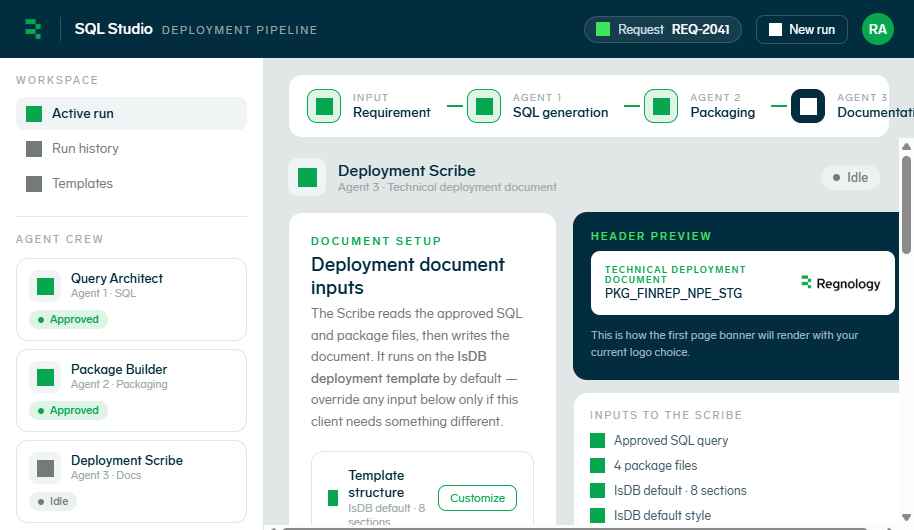 SQL Studio DEPLOYMENT PIPELINE
Request REQ-2041
New run
RA
WORKSPACE
Active run
Run history
Templates
AGENT CREW
Query Architect
Agent 1 · SQL
Approved
Package Builder
Agent 2 · Packaging
Approved
Deployment Scribe
Agent 3 · Docs
Idle
INPUT
Requirement
AGENT 1
SQL generation
AGENT 2
Packaging
AGENT 3
Documentati
Deployment Scribe
Agent 3 · Technical deployment document
Idle
DOCUMENT SETUP
Deployment document
inputs
The Scribe reads the approved SQL
and package files, then writes the
document. It runs on the IsDB
deployment template by default —
override any input below only if this
client needs something different.
Template
structure
IsDB default · 8
sections
Customize
HEADER PREVIEW
TECHNICAL DEPLOYMENT
DOCUMENT
PKG_FINREP_NPE_STG
Regnology
This is how the first page banner will render with your
current logo choice.
INPUTS TO THE SCRIBE
Approved SQL query
4 package files
IsDB default · 8 sections
IsDB default style